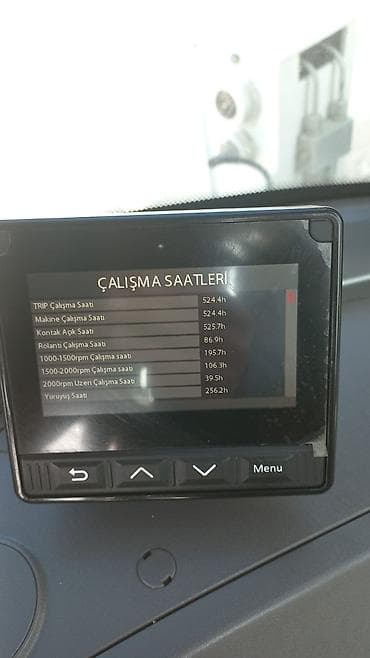 ÇALIŞMA SAATLERİ
TRIP Çalışma Saati 524.4h
Makine Çalışma Saati 524.4h
Kontak Açık Saati 525.7h
Rölanti Çalışma Saati 86.9h
1000-1500rpm Çalışma saati 195.7h
1500-2000rpm Çalışma saati 106.3h
2000rpm Üzeri Çalışma Saati 39.5h
Yürüyüş Saati 256.2h
Menu